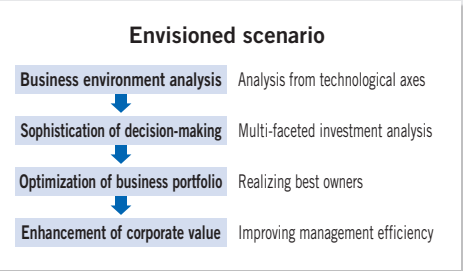 Envisioned scenario
Business environment analysis Analysis from technological axes
Sophistication of decision-making Multi-faceted investment analysis
Optimization of business portfolio Realizing best owners
Enhancement of corporate value Improving management efficiency